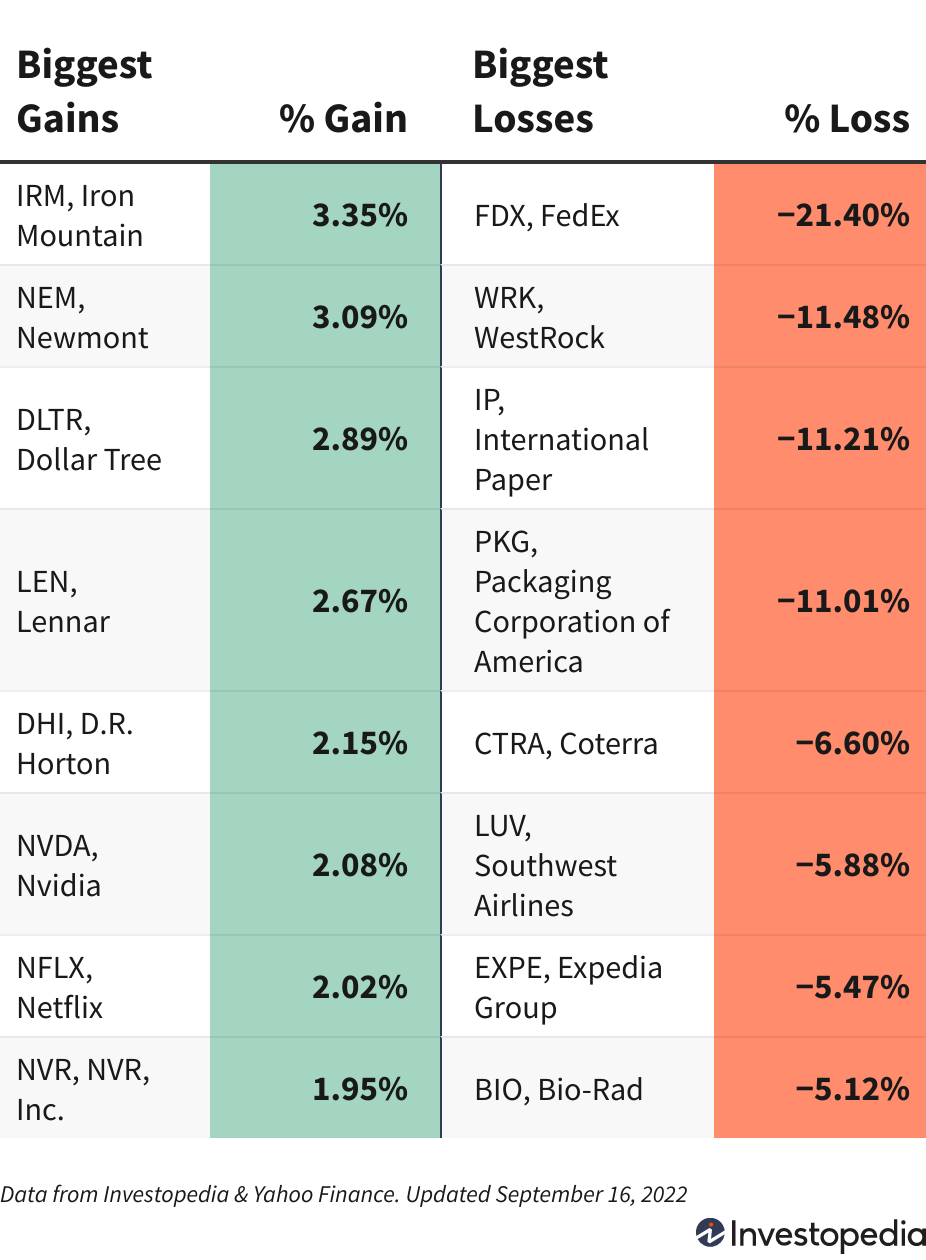 Biggest
Gains
% Gain
Biggest
Losses
% Loss
IRM, Iron
Mountain
3.35%
FDX, FedEx
−21.40%
NEM,
Newmont
3.09%
WRK,
WestRock
−11.48%
DLTR,
Dollar Tree
2.89%
IP,
International
Paper
−11.21%
LEN,
Lennar
2.67%
PKG,
Packaging
Corporation of
America
−11.01%
DHI, D.R.
Horton
2.15%
CTRA, Coterra
−6.60%
NVDA,
Nvidia
2.08%
LUV,
Southwest
Airlines
−5.88%
NFLX,
Netflix
2.02%
EXPE, Expedia
Group
−5.47%
NVR, NVR,
Inc.
1.95%
BIO, Bio-Rad
−5.12%
Data from Investopedia & Yahoo Finance. Updated September 16, 2022
Investopedia